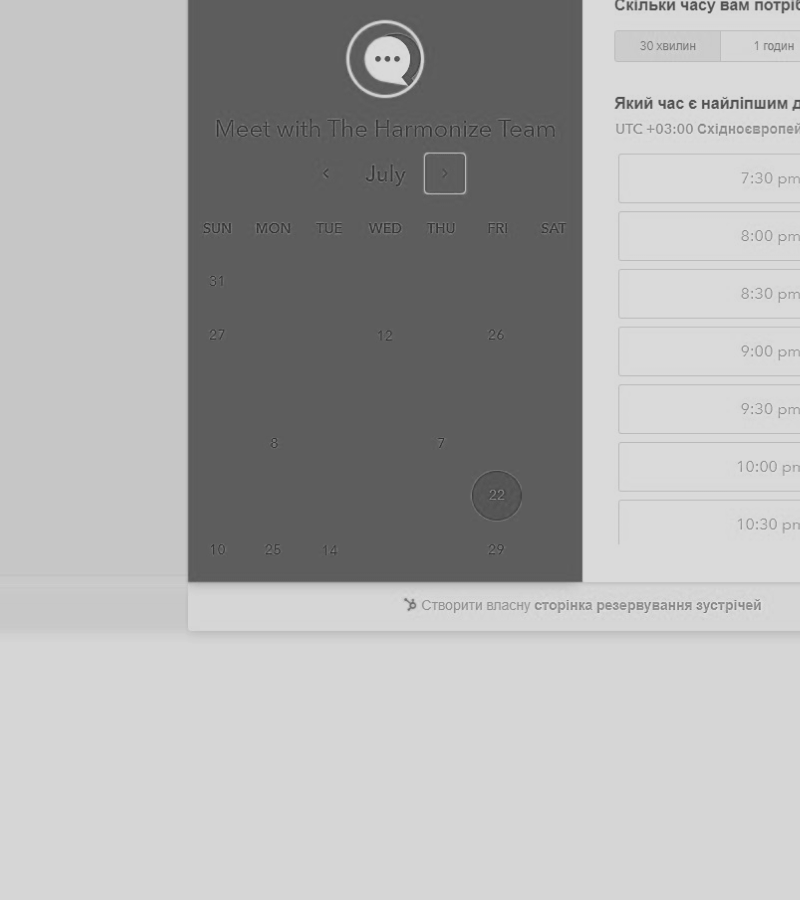 Meet with The Harmonize Team
July
SUN MON TUE WED THU FRI SAT
31
27 12 26
8 7
22
10 25 14 29
Скільки часу вам
30 хвилин 1 годин
Який час є найліпшим
UTC +03:00
7:30 pm
8:00 pm
8:30 pm
9:00 pm
9:30 pm
10:00 pm
10:30 pm
Створити власну сторінка резервування зустрічей